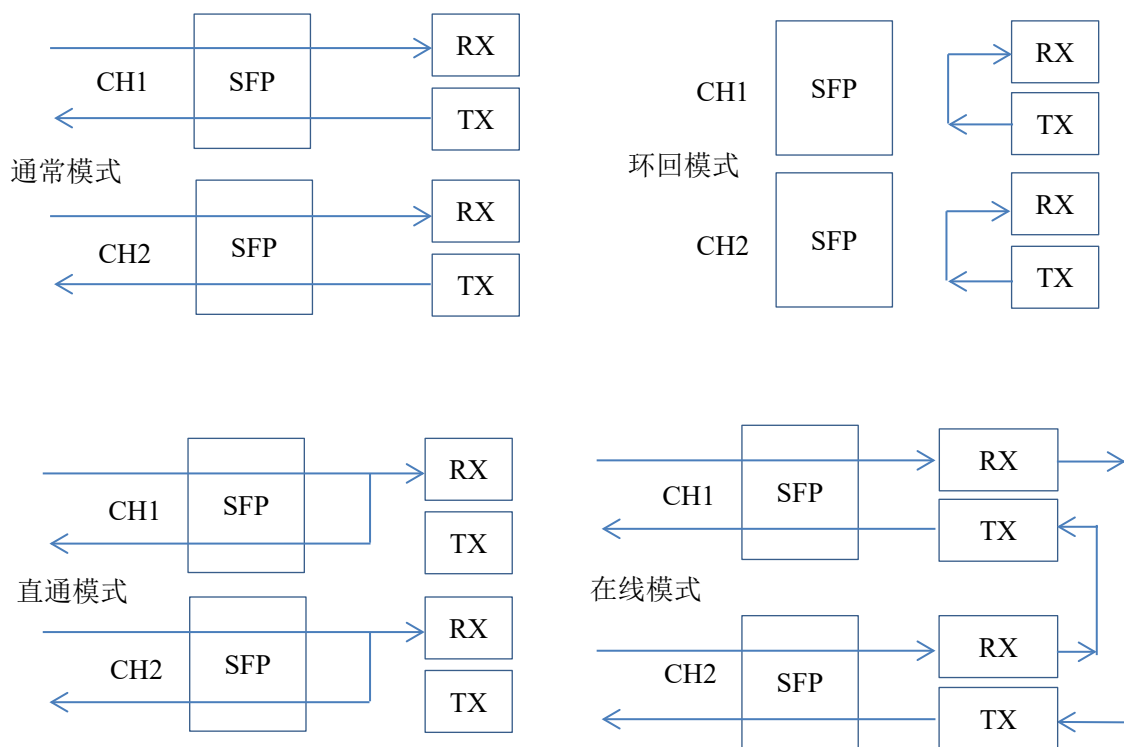 RX
CH1
SFP
TX
通常模式
RX
CH2
SFP
TX
RX
CH1
SFP
TX
环回模式
RX
CH2
SFP
TX
RX
CH1
SFP
TX
直通模式
RX
CH2
SFP
TX
RX
CH1
SFP
TX
在线模式
RX
CH2
SFP
TX